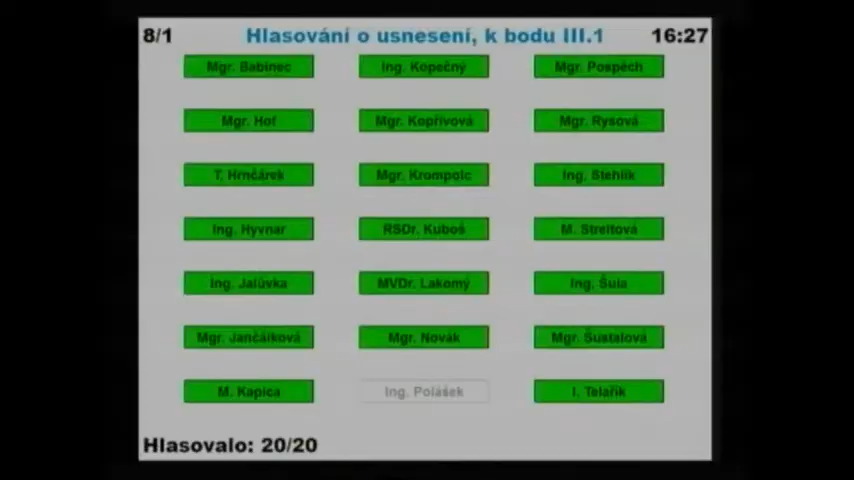 8/1 Hlasování o usnesení, k bodu III.1 16:27
Mgr. Babinec Ing. Kopečný Mgr. Pospěch
Mgr. Hof Mgr. Kopřivová Mgr. Rysová
T. Hrnčárek Mgr. Krompolc Ing. Stehlík
Ing. Hyvnar RSDr. Kuboš M. Streitová
Ing. Jalůvka MVDr. Lakomý Ing. Šula
Mgr. Jančálková Mgr. Novák Mgr. Šustalová
M. Kapica Ing. Polášek I. Telařík
Hlasovalo: 20/20